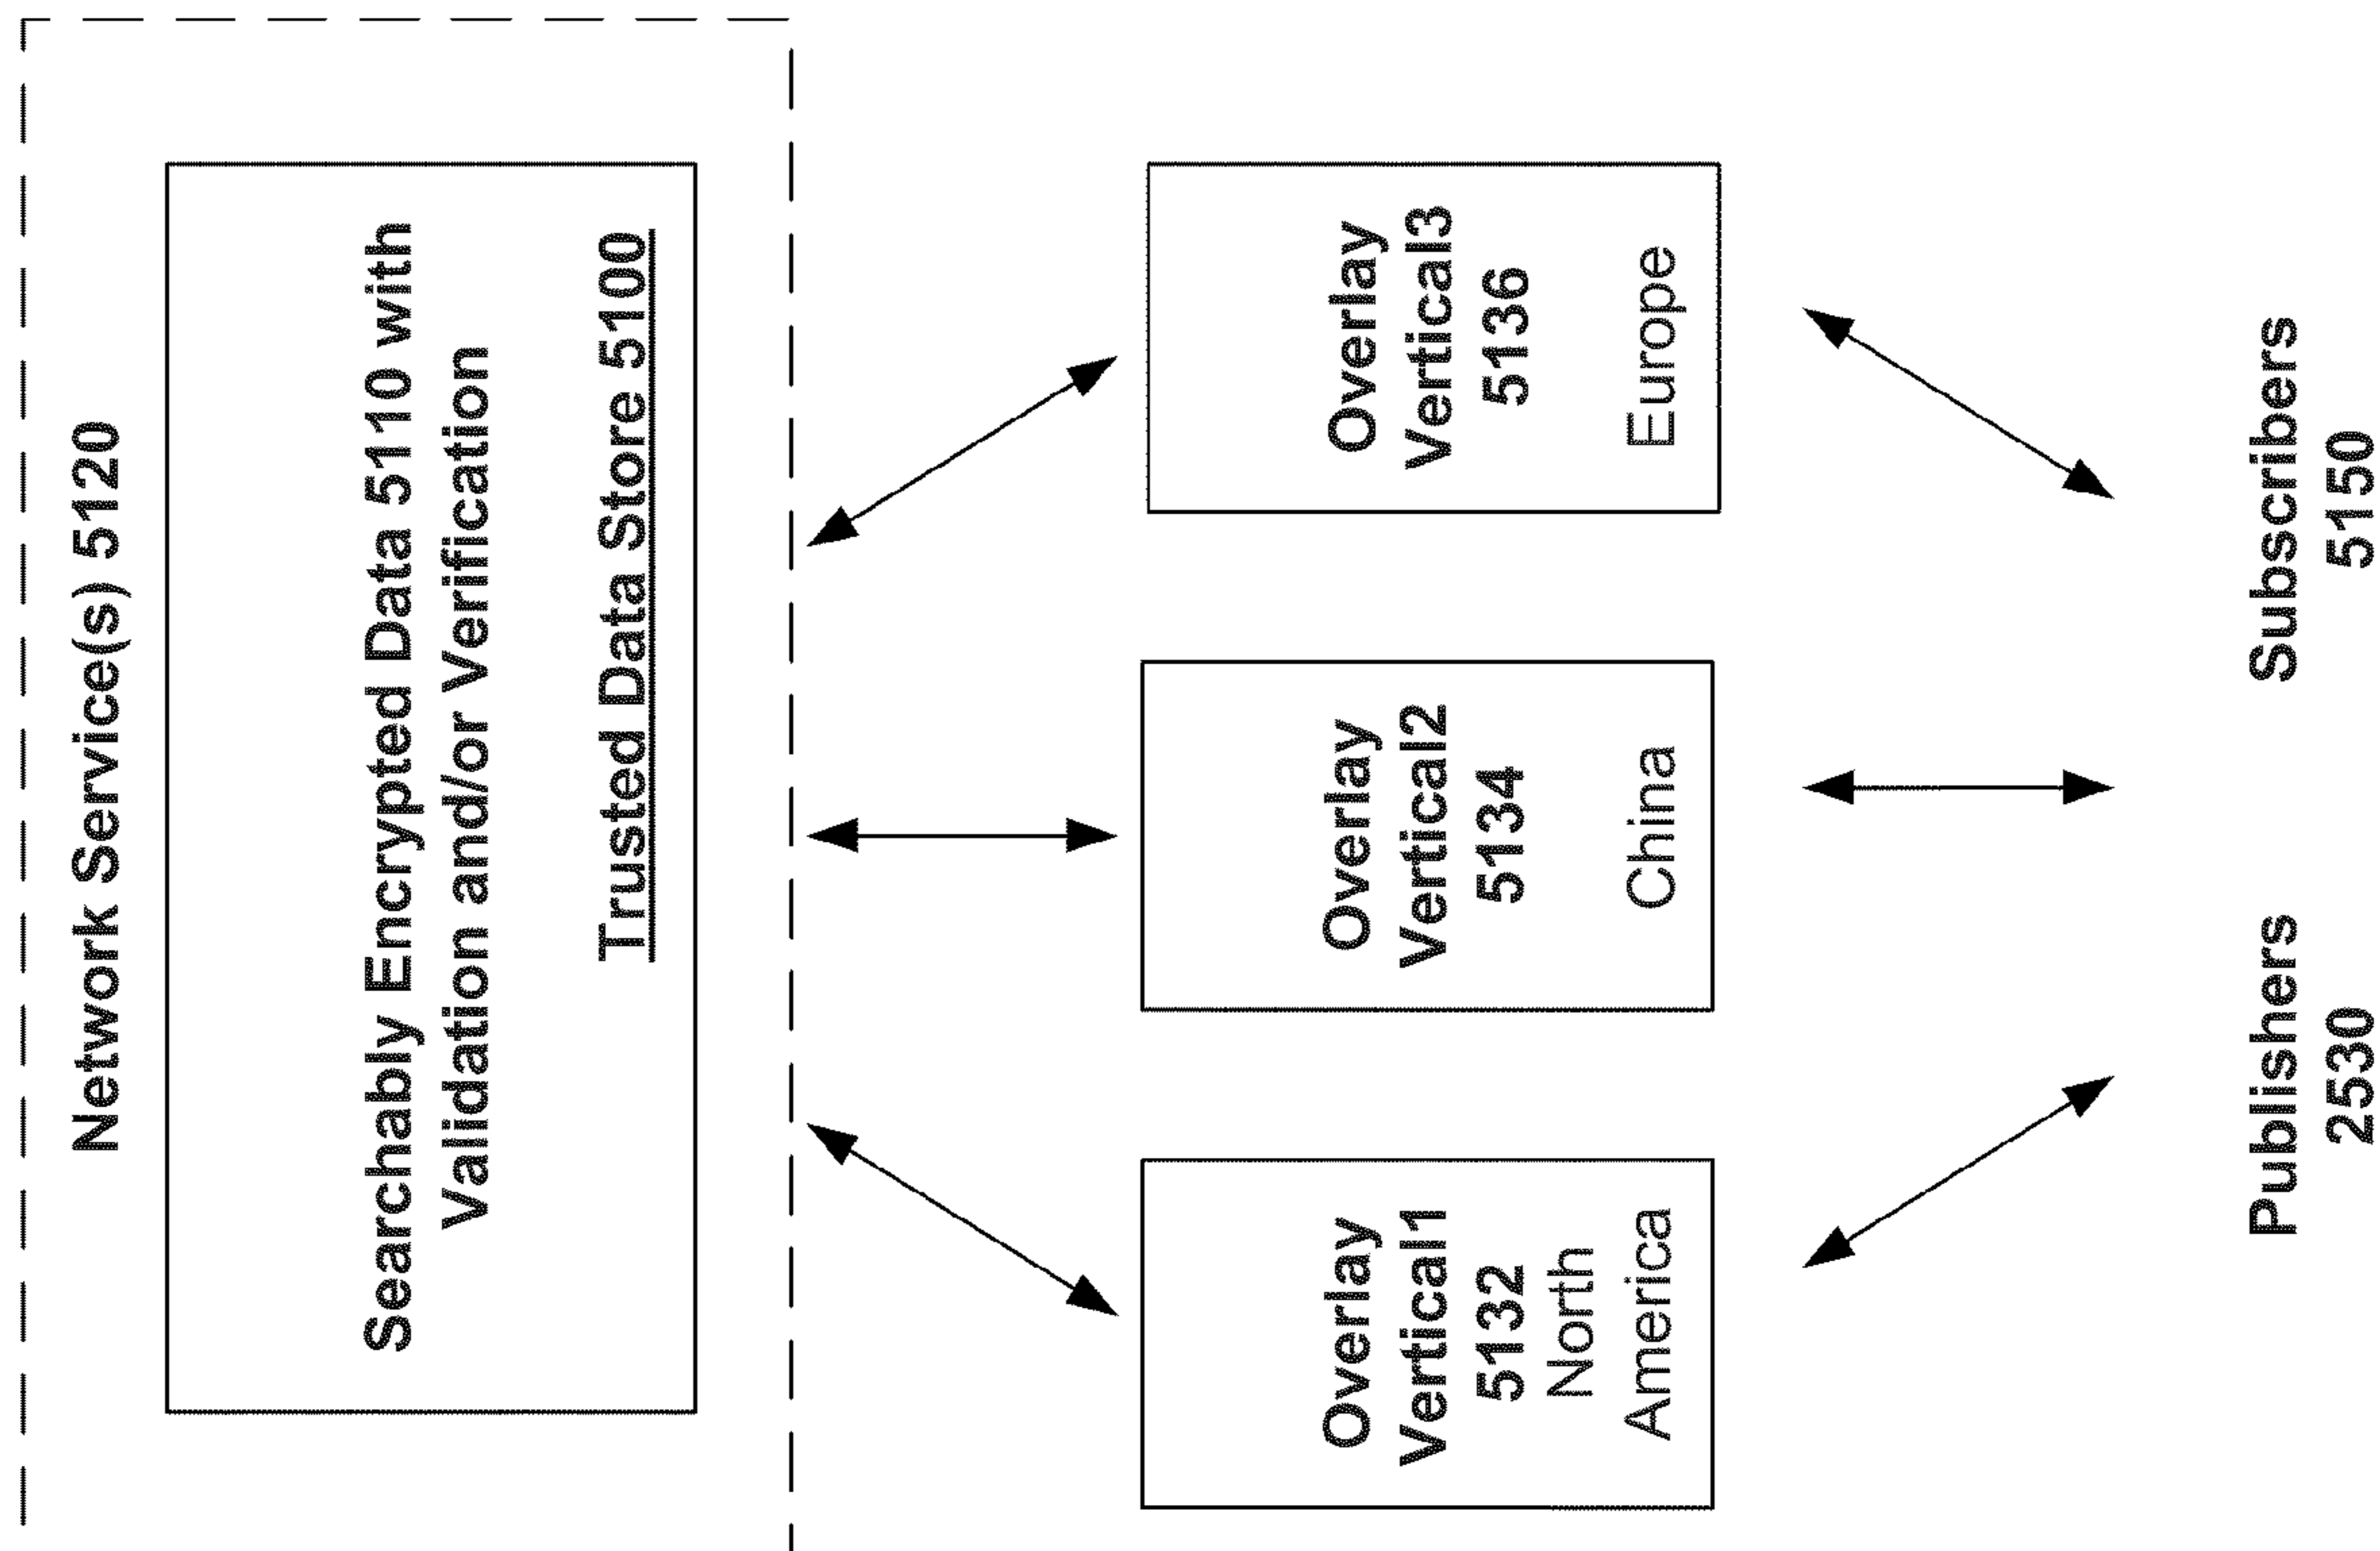 Network Service(s) 5120
Searchably Encrypted Data 5110 with
Validation and/or Verification
Trusted Data Store 5100
Overlay
Vertical1
5132
North
America
Overlay
Vertical2
5134
China
Overlay
Vertical3
5136
Europe
Publishers
2530
Subscribers
5150